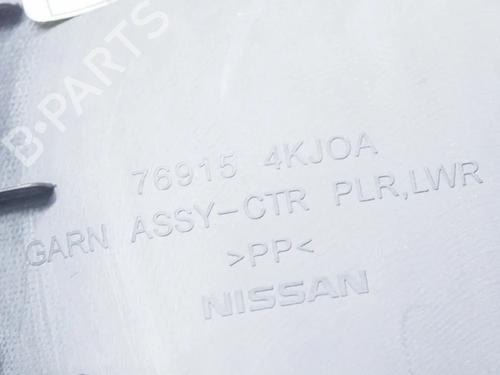 B-PARTS
76915 4KJOA
GARN ASSY-CTR PLR,LWR
>PP<
NISSAN